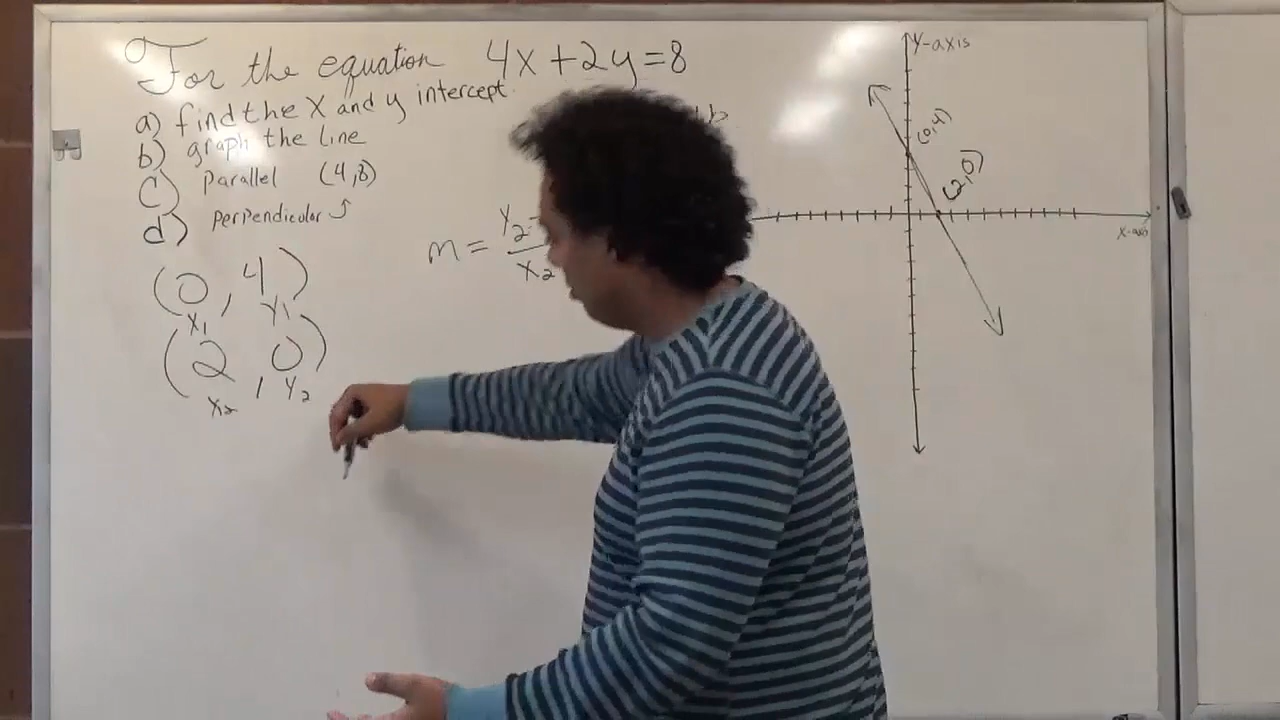 For the equation 4x+2y=8
a) find the x and y intercept.
b) graph the line
c) parallel (4,8)
d) perpendicular
(0, 4)
x₁ y₁
(2, 0)
x₂ y₂
m = y₂-
x₂
y-axis
(0,4)
(2,0)
x-axis